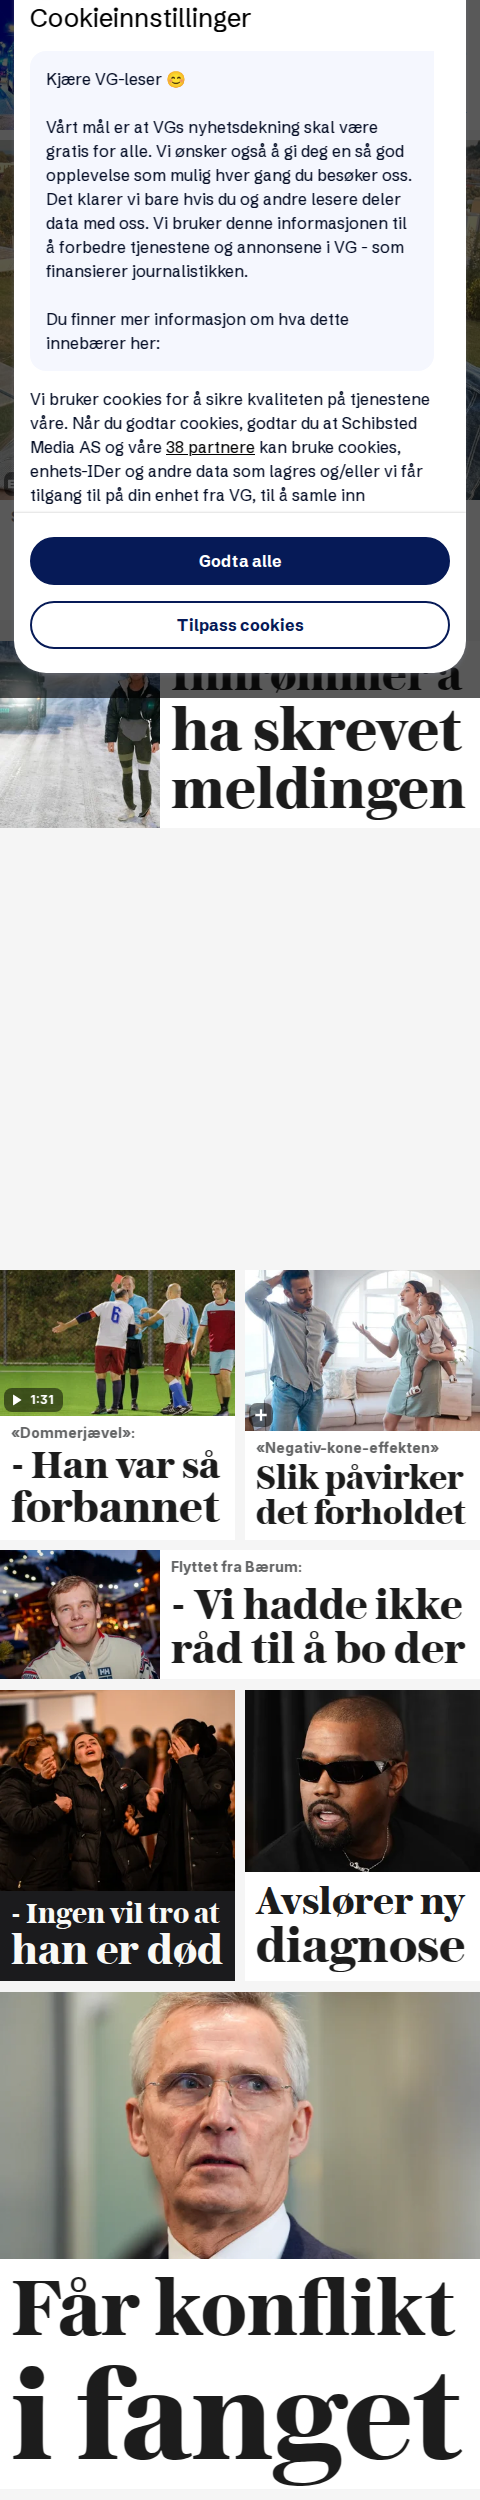 Cookieinnstillinger
Kjære VG-leser 😊
Vårt mål er at VGs nyhetsdekning skal være
gratis for alle. Vi ønsker også å gi deg en så god
opplevelse som mulig hver gang du besøker oss.
Det klarer vi bare hvis du og andre lesere deler
data med oss. Vi bruker denne informasjonen til
å forbedre tjenestene og annonsene i VG - som
finansierer journalistikken.
Du finner mer informasjon om hva dette
innebærer her:
Vi bruker cookies for å sikre kvaliteten på tjenestene
våre. Når du godtar cookies, godtar du at Schibsted
Media AS og våre 38 partnere kan bruke cookies,
enhets-IDer og andre data som lagres og/eller vi får
tilgang til på din enhet fra VG, til å samle inn
Godta alle
Tilpass cookies
innrømmer å
ha skrevet
meldingen
6
1:31
«Dommerjævel»:
- Han var så
forbannet
«Negativ-kone-effekten»
Slik påvirker
det forholdet
Flyttet fra Bærum:
- Vi hadde ikke
råd til å bo der
HH
- Ingen vil tro at
han er død
Avslører ny
diagnose
Får konflikt
i fanget